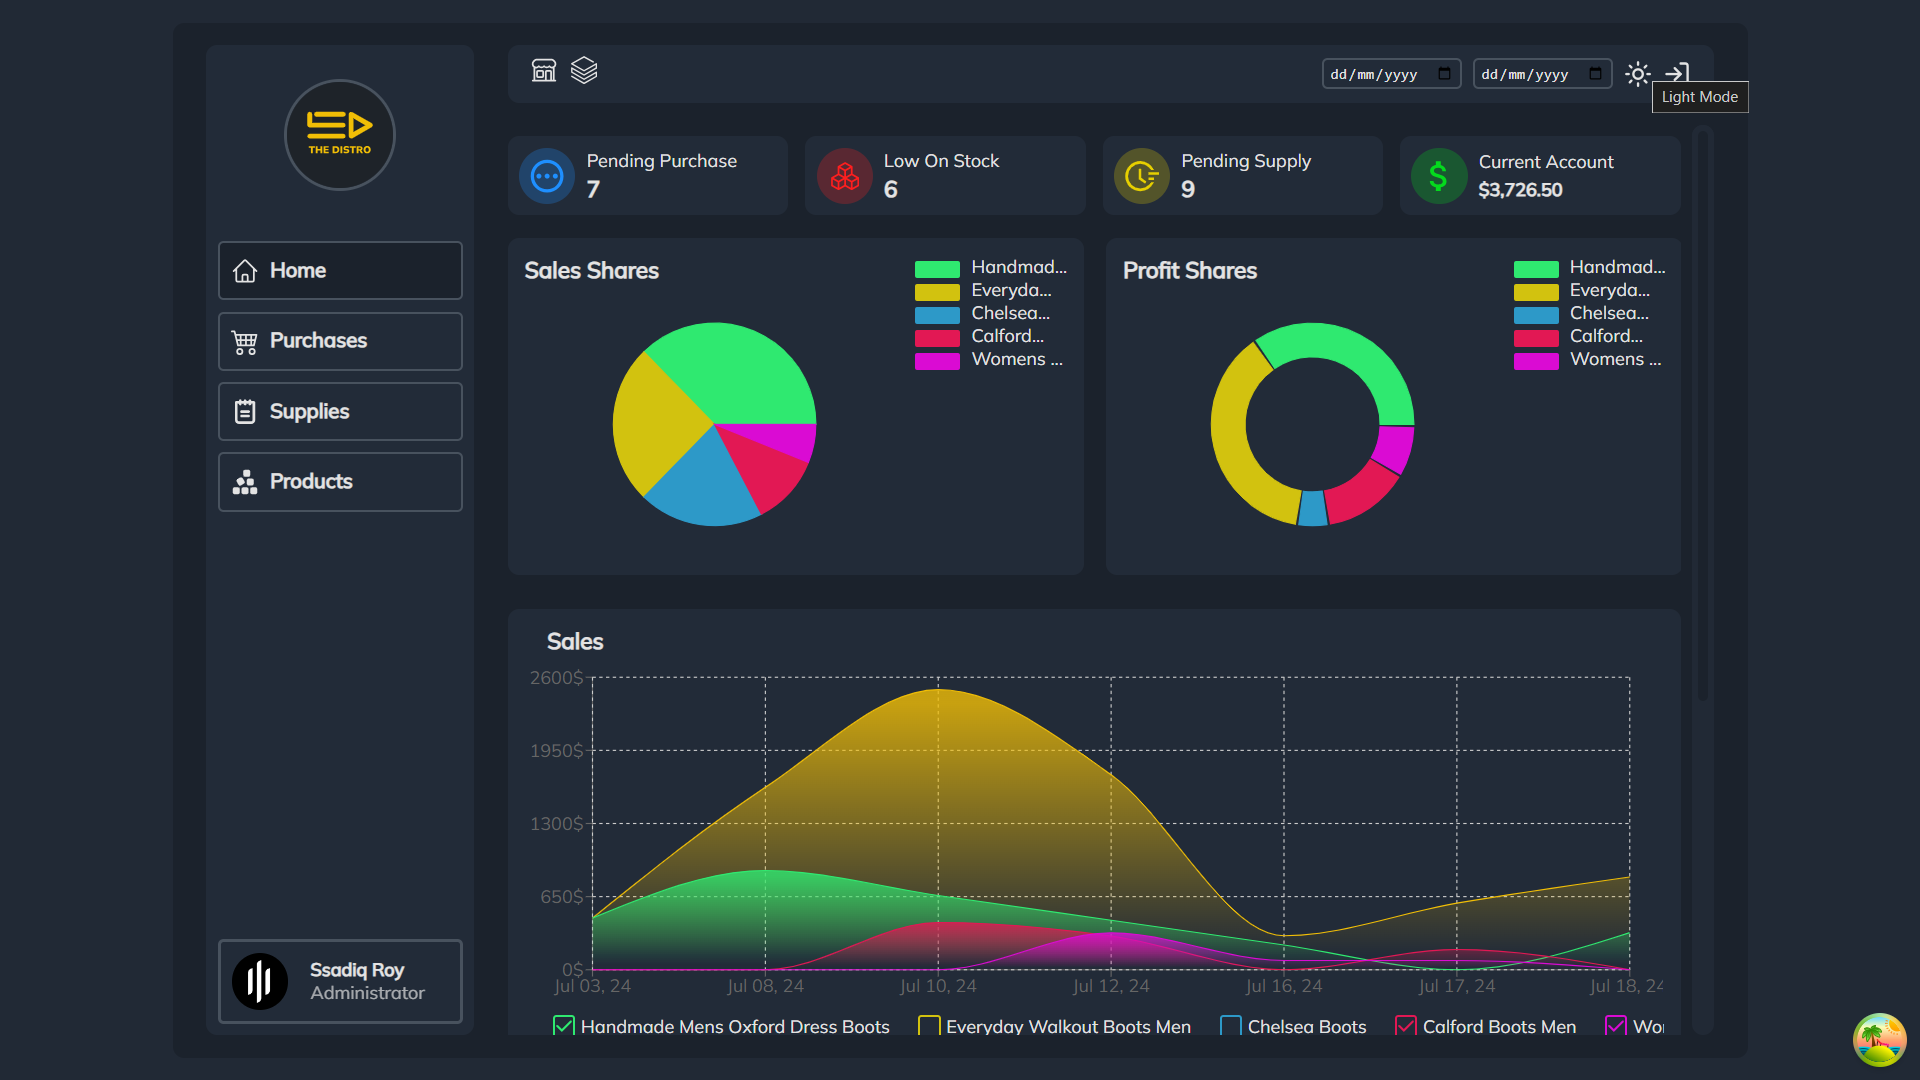 THE DISTRO
Home
Purchases
Supplies
Products
Ssadiq Roy
Administrator
dd/mm/yyyy
dd/mm/yyyy
Light Mode
Pending Purchase
7
Low On Stock
6
Pending Supply
9
Current Account
$3,726.50
Sales Shares
Handmad...
Everyda...
Chelsea...
Calford...
Womens ...
Profit Shares
Handmad...
Everyda...
Chelsea...
Calford...
Womens ...
Sales
2600$
1950$
1300$
650$
0$
Jul 03, 24 Jul 08, 24 Jul 10, 24 Jul 12, 24 Jul 16, 24 Jul 17, 24 Jul 18, 24
Handmade Mens Oxford Dress Boots Everyday Walkout Boots Men Chelsea Boots Calford Boots Men Wo